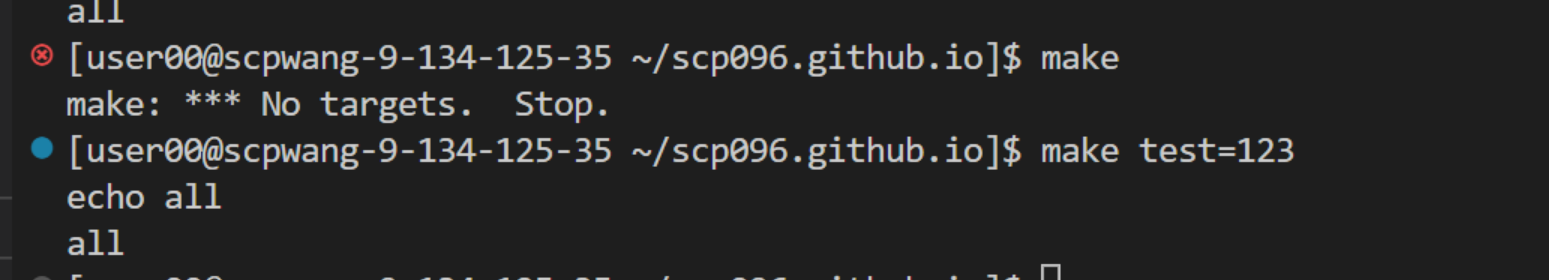 all
[user00@scpwang-9-134-125-35 ~/scp096.github.io]$ make
make: *** No targets.  Stop.
[user00@scpwang-9-134-125-35 ~/scp096.github.io]$ make test=123
echo all
all